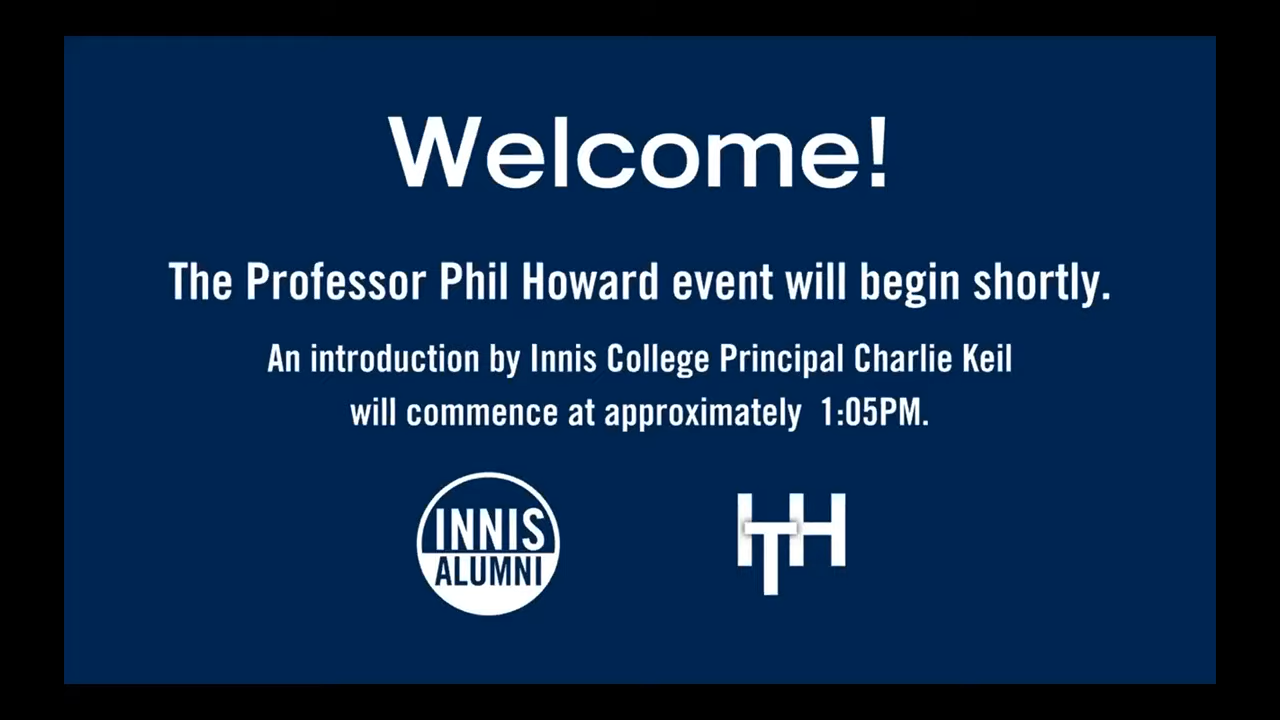 Welcome!
The Professor Phil Howard event will begin shortly.
An introduction by Innis College Principal Charlie Keil
will commence at approximately 1:05PM.
INNIS
ALUMNI
ITH